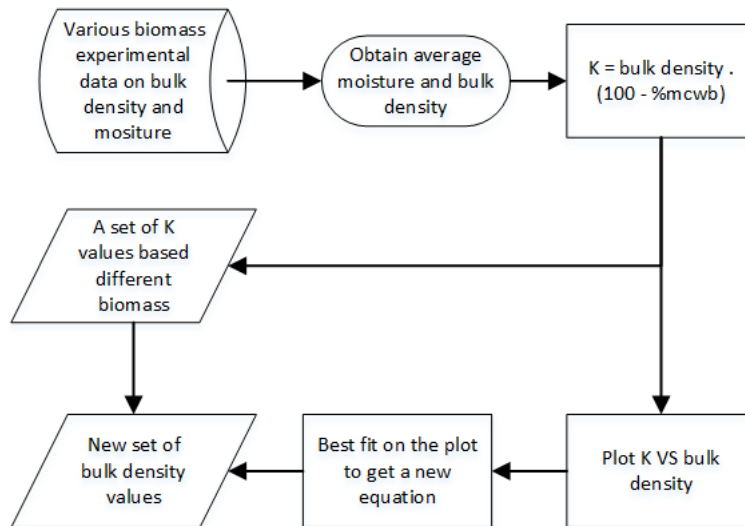 Various biomass
experimental
data on bulk
density and
mositure
Obtain average
moisture and bulk
density
K = bulk density .
(100 - %mcwb)
A set of K
values based
different
biomass
New set of
bulk density
values
Best fit on the plot
to get a new
equation
Plot K VS bulk
density